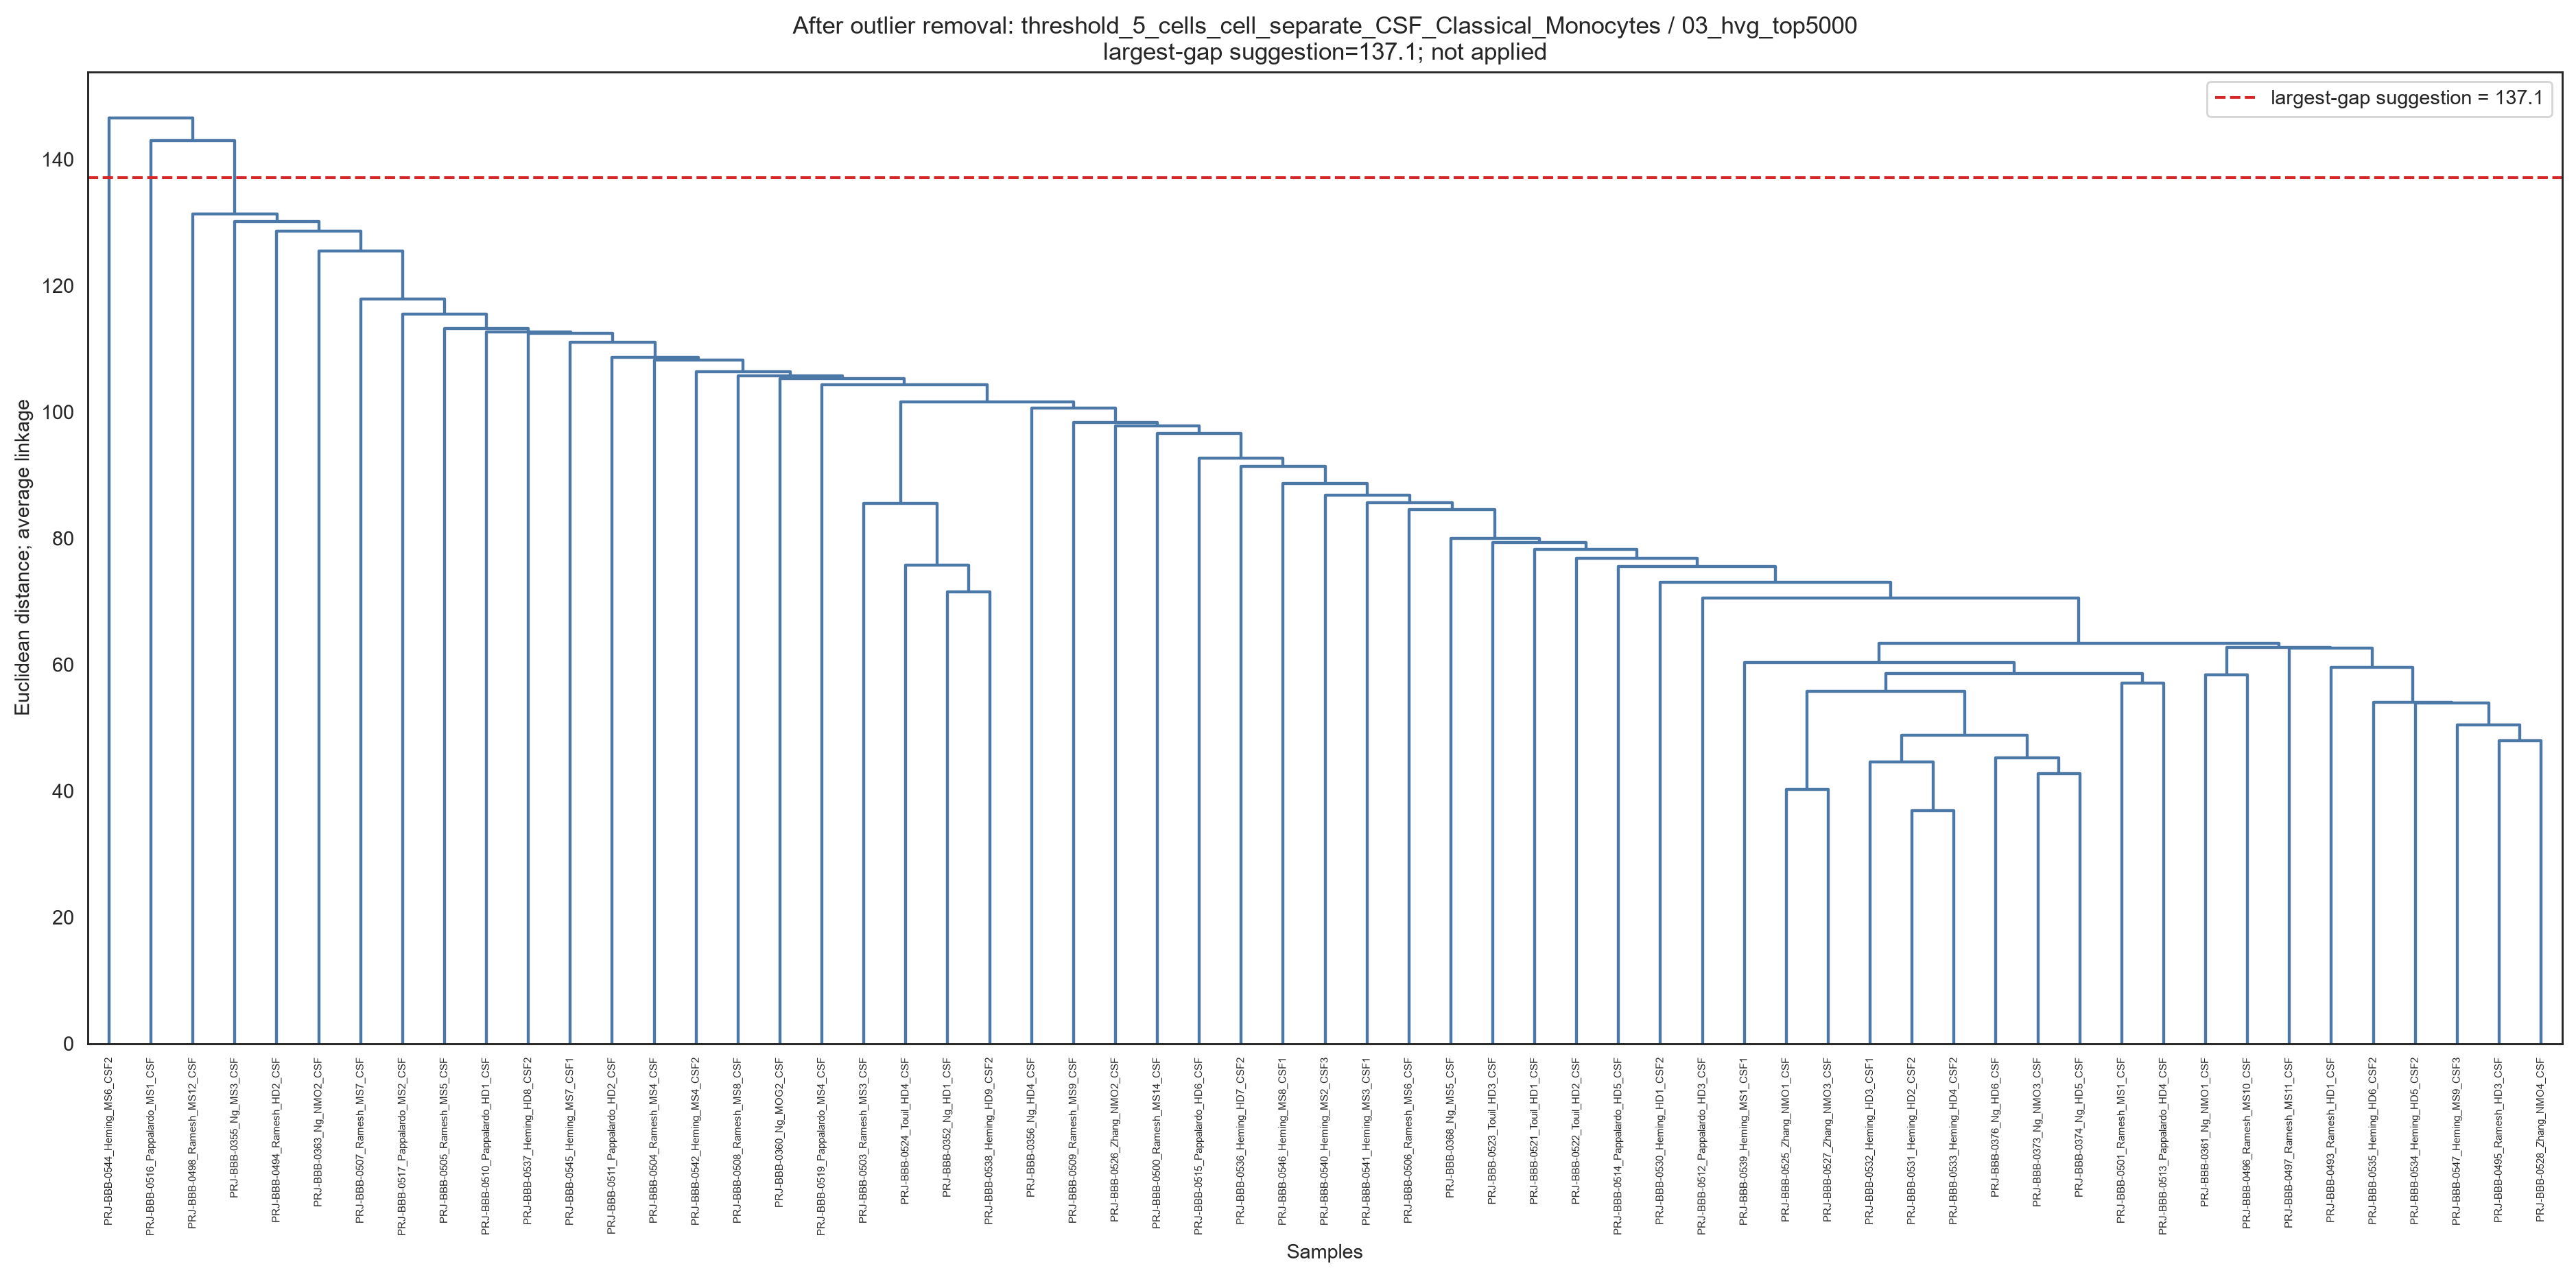 After outlier removal: threshold_5_cells_cell_separate_CSF_Classical_Monocytes / 03_hvg_top5000
largest-gap suggestion=137.1; not applied
largest-gap suggestion = 137.1
Euclidean distance; average linkage
140
120
100
80
60
40
20
0
PRJ-BBB-0544_Heming_MS6_CSF2
PRJ-BBB-0516_Pappalardo_MS1_CSF
PRJ-BBB-0498_Ramesh_MS12_CSF
PRJ-BBB-0355_Ng_MS3_CSF
PRJ-BBB-0494_Ramesh_HD2_CSF
PRJ-BBB-0363_Ng_NMO2_CSF
PRJ-BBB-0507_Ramesh_MS7_CSF
PRJ-BBB-0517_Pappalardo_MS2_CSF
PRJ-BBB-0505_Ramesh_MS5_CSF
PRJ-BBB-0510_Pappalardo_HD1_CSF
PRJ-BBB-0537_Heming_HD8_CSF2
PRJ-BBB-0545_Heming_MS7_CSF1
PRJ-BBB-0511_Pappalardo_HD2_CSF
PRJ-BBB-0504_Ramesh_MS4_CSF
PRJ-BBB-0542_Heming_MS4_CSF2
PRJ-BBB-0508_Ramesh_MS8_CSF
PRJ-BBB-0360_Ng_MOG2_CSF
PRJ-BBB-0519_Pappalardo_MS4_CSF
PRJ-BBB-0503_Ramesh_MS3_CSF
PRJ-BBB-0524_Touil_HD4_CSF
PRJ-BBB-0352_Ng_HD1_CSF
PRJ-BBB-0538_Heming_HD9_CSF2
PRJ-BBB-0356_Ng_HD4_CSF
PRJ-BBB-0509_Ramesh_MS9_CSF
PRJ-BBB-0526_Zhang_NMO2_CSF
PRJ-BBB-0500_Ramesh_MS14_CSF
PRJ-BBB-0515_Pappalardo_HD6_CSF
PRJ-BBB-0536_Heming_HD7_CSF2
PRJ-BBB-0546_Heming_MS8_CSF1
PRJ-BBB-0540_Heming_MS2_CSF3
PRJ-BBB-0541_Heming_MS3_CSF1
PRJ-BBB-0506_Ramesh_MS6_CSF
PRJ-BBB-0368_Ng_MS5_CSF
PRJ-BBB-0523_Touil_HD3_CSF
PRJ-BBB-0521_Touil_HD1_CSF
PRJ-BBB-0522_Touil_HD2_CSF
PRJ-BBB-0514_Pappalardo_HD5_CSF
PRJ-BBB-0530_Heming_HD1_CSF2
PRJ-BBB-0512_Pappalardo_HD3_CSF
PRJ-BBB-0539_Heming_MS1_CSF1
PRJ-BBB-0525_Zhang_NMO1_CSF
PRJ-BBB-0527_Zhang_NMO3_CSF
PRJ-BBB-0532_Heming_HD3_CSF1
PRJ-BBB-0531_Heming_HD2_CSF2
PRJ-BBB-0533_Heming_HD4_CSF2
PRJ-BBB-0376_Ng_HD6_CSF
PRJ-BBB-0373_Ng_NMO3_CSF
PRJ-BBB-0374_Ng_HD5_CSF
PRJ-BBB-0501_Ramesh_MS1_CSF
PRJ-BBB-0513_Pappalardo_HD4_CSF
PRJ-BBB-0361_Ng_NMO1_CSF
PRJ-BBB-0496_Ramesh_MS10_CSF
PRJ-BBB-0497_Ramesh_MS11_CSF
PRJ-BBB-0493_Ramesh_HD1_CSF
PRJ-BBB-0535_Heming_HD6_CSF2
PRJ-BBB-0534_Heming_HD5_CSF2
PRJ-BBB-0547_Heming_MS9_CSF3
PRJ-BBB-0495_Ramesh_HD3_CSF
PRJ-BBB-0528_Zhang_NMO4_CSF
Samples